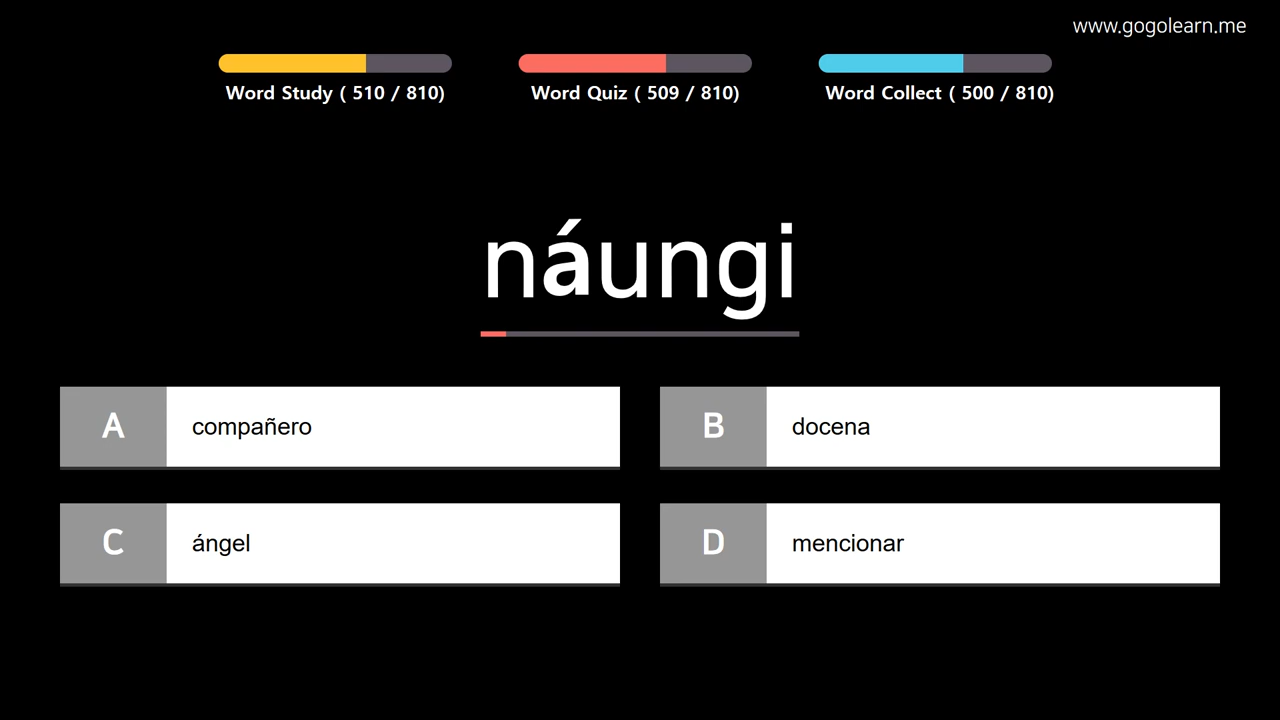 www.gogolearn.me
Word Study ( 510 / 810)
Word Quiz ( 509 / 810)
Word Collect ( 500 / 810)
náungi
A compañero
B docena
C ángel
D mencionar